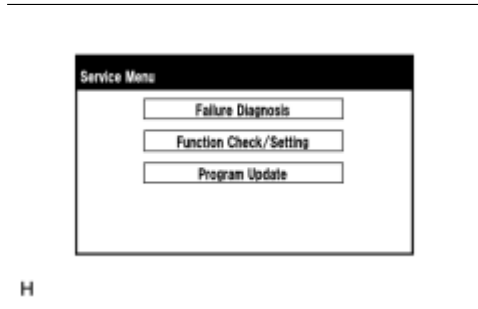 Service Menu
Failure Diagnosis
Function Check/Setting
Program Update
H